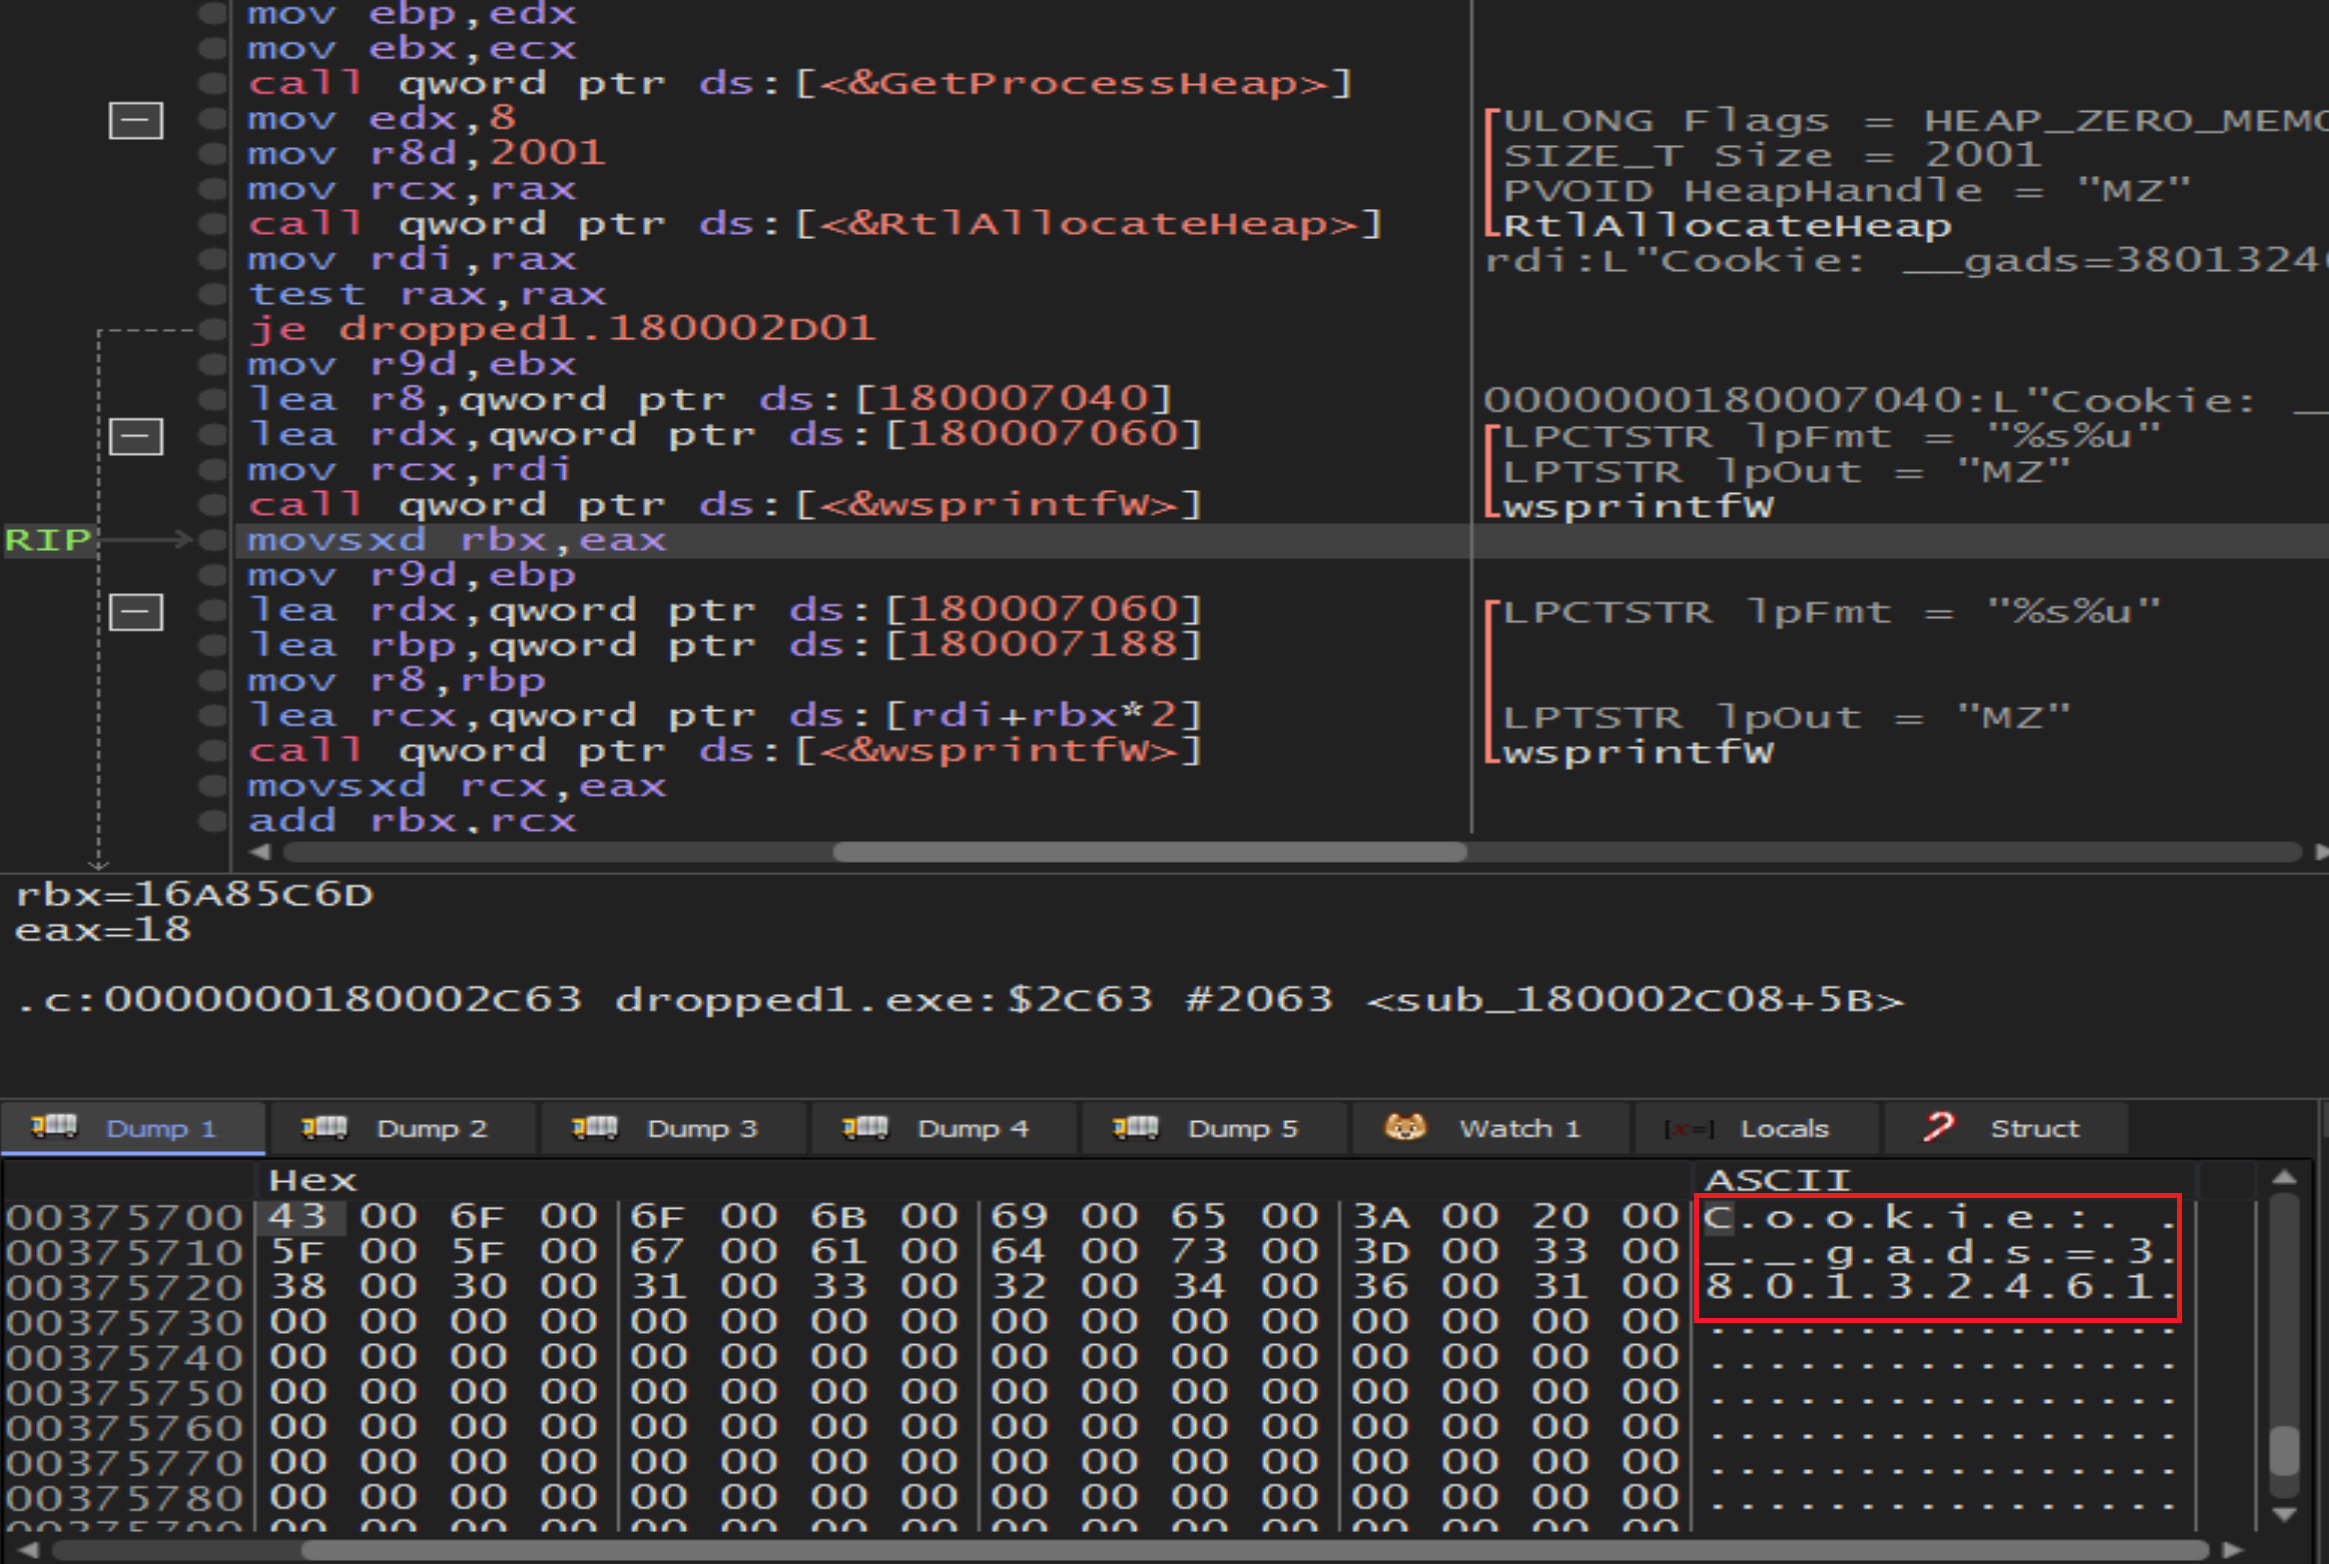 mov ebp,edx
mov ebx,ecx
call qword ptr ds:[<&GetProcessHeap>]
mov edx,8 ULONG Flags = HEAP_ZERO_MEMO
mov r8d,2001 SIZE_T Size = 2001
mov rcx,rax PVOID HeapHandle = "MZ"
call qword ptr ds:[<&RtlAllocateHeap>] RtlAllocateHeap
mov rdi,rax rdi:L"Cookie: __gads=3801324
test rax,rax
je dropped1.180002D01
mov r9d,ebx
lea r8,qword ptr ds:[180007040] 0000000180007040:L"Cookie: _
lea rdx,qword ptr ds:[180007060] LPCTSTR lpFmt = "%s%u"
mov rcx,rdi LPTSTR lpOut = "MZ"
call qword ptr ds:[<&wsprintfW>] wsprintfW
RIP movsxd rbx,eax
mov r9d,ebp
lea rdx,qword ptr ds:[180007060] LPCTSTR lpFmt = "%s%u"
lea rbp,qword ptr ds:[180007188]
mov r8,rbp
lea rcx,qword ptr ds:[rdi+rbx*2] LPTSTR lpOut = "MZ"
call qword ptr ds:[<&wsprintfW>] wsprintfW
movsxd rcx,eax
add rbx,rcx
rbx=16A85C6D
eax=18
.c:0000000180002C63 dropped1.exe:$2C63 #2063 <sub_180002C08+5B>
Dump 1 Dump 2 Dump 3 Dump 4 Dump 5 Watch 1 [x=] Locals Struct
Hex ASCII
00375700 43 00 6F 00 6F 00 6B 00 69 00 65 00 3A 00 20 00 C.o.o.k.i.e.:. .
00375710 5F 00 5F 00 67 00 61 00 64 00 73 00 3D 00 33 00 _._.g.a.d.s.=.3.
00375720 38 00 30 00 31 00 33 00 32 00 34 00 36 00 31 00 8.0.1.3.2.4.6.1.
00375730 00 00 00 00 00 00 00 00 00 00 00 00 00 00 00 00 ................
00375740 00 00 00 00 00 00 00 00 00 00 00 00 00 00 00 00 ................
00375750 00 00 00 00 00 00 00 00 00 00 00 00 00 00 00 00 ................
00375760 00 00 00 00 00 00 00 00 00 00 00 00 00 00 00 00 ................
00375770 00 00 00 00 00 00 00 00 00 00 00 00 00 00 00 00 ................
00375780 00 00 00 00 00 00 00 00 00 00 00 00 00 00 00 00 ................